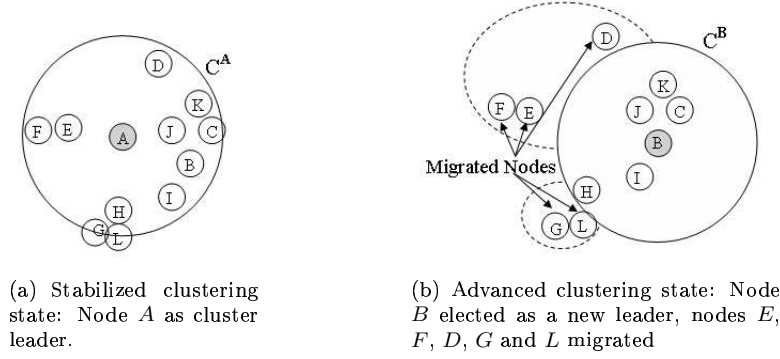 C^A
D
K
F E A J C
B
I
H
G L
(a) Stabilized clustering
state: Node A as cluster
leader.
D
C^B
K
F E J C
B
Migrated Nodes
I
H
G L
(b) Advanced clustering state: Node
B elected as a new leader, nodes E,
F, D, G and L migrated